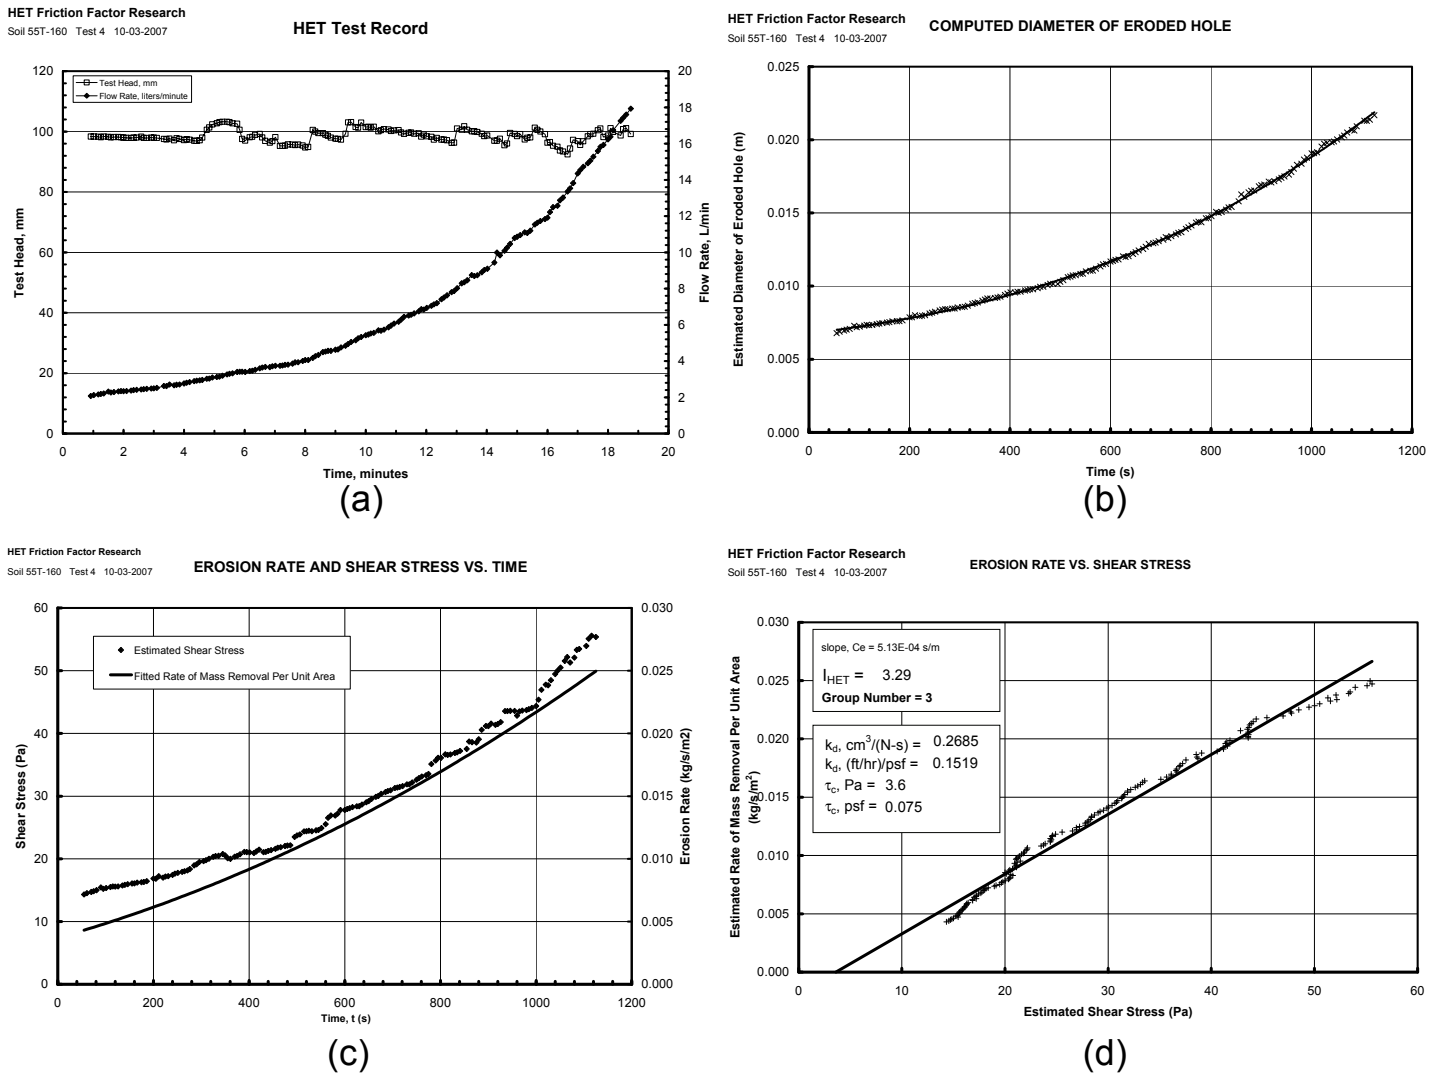 HET Friction Factor Research
Soil 55T-160 Test 4 10-03-2007
HET Test Record
Test Head, mm
Flow Rate, liters/minute
120
100
80
60
40
20
0
20
18
16
14
12
10
8
6
4
2
0
Test Head, mm
Flow Rate, L/min
0 2 4 6 8 10 12 14 16 18 20
Time, minutes
(a)
HET Friction Factor Research
Soil 55T-160 Test 4 10-03-2007
COMPUTED DIAMETER OF ERODED HOLE
0.025
0.020
0.015
0.010
0.005
0.000
Estimated Diameter of Eroded Hole (m)
0 200 400 600 800 1000 1200
Time (s)
(b)
HET Friction Factor Research
Soil 55T-160 Test 4 10-03-2007
EROSION RATE AND SHEAR STRESS VS. TIME
Estimated Shear Stress
Fitted Rate of Mass Removal Per Unit Area
60
50
40
30
20
10
0
0.030
0.025
0.020
0.015
0.010
0.005
0.000
Shear Stress (Pa)
Erosion Rate (kg/s/m2)
0 200 400 600 800 1000 1200
Time, t (s)
(c)
HET Friction Factor Research
Soil 55T-160 Test 4 10-03-2007
EROSION RATE VS. SHEAR STRESS
slope, Ce = 5.13E-04 s/m
I_HET = 3.29
Group Number = 3
k_d, cm³/(N-s) = 0.2685
k_d, (ft/hr)/psf = 0.1519
τ_c, Pa = 3.6
τ_c, psf = 0.075
0.030
0.025
0.020
0.015
0.010
0.005
0.000
Estimated Rate of Mass Removal Per Unit Area
(kg/s/m²)
0 10 20 30 40 50 60
Estimated Shear Stress (Pa)
(d)